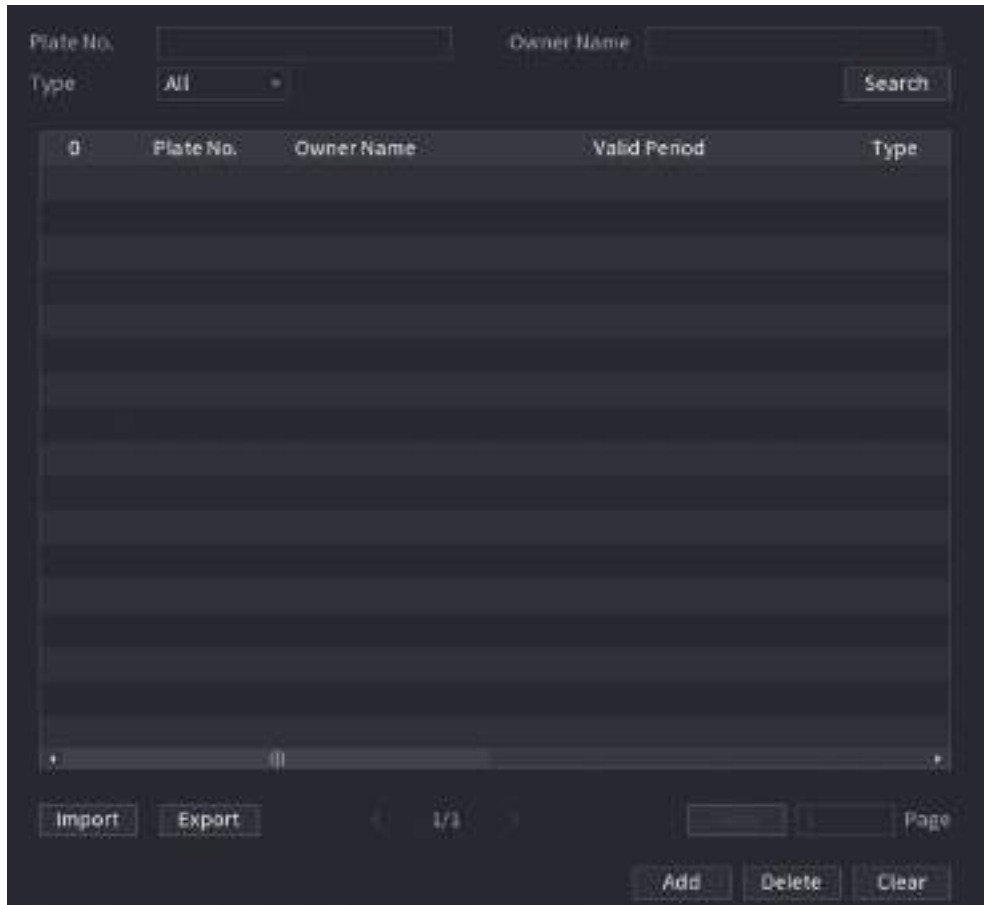 Plate No. Owner Name
Type All Search
0 Plate No. Owner Name Valid Period Type
Import Export 1/1 Page
Add Delete Clear